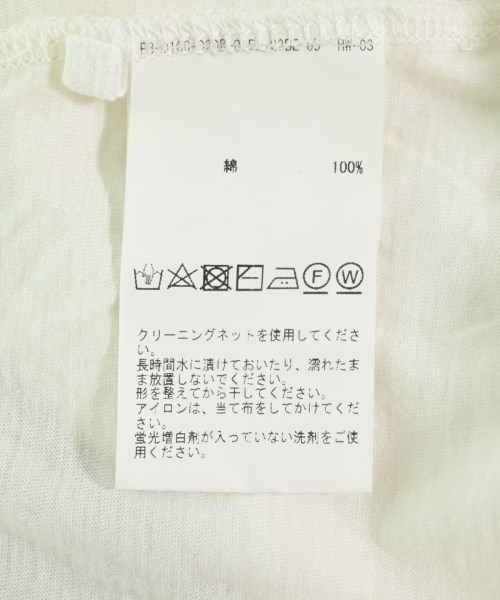 綿 100%
F W
クリーニングネットを使用してくださ
い。
長時間水に漬けておいたり、濡れたま
ま放置しないでください。
形を整えてから干してください。
アイロンは、当て布をしてかけてくだ
さい。
蛍光増白剤が入っていない洗剤をご使
用ください。